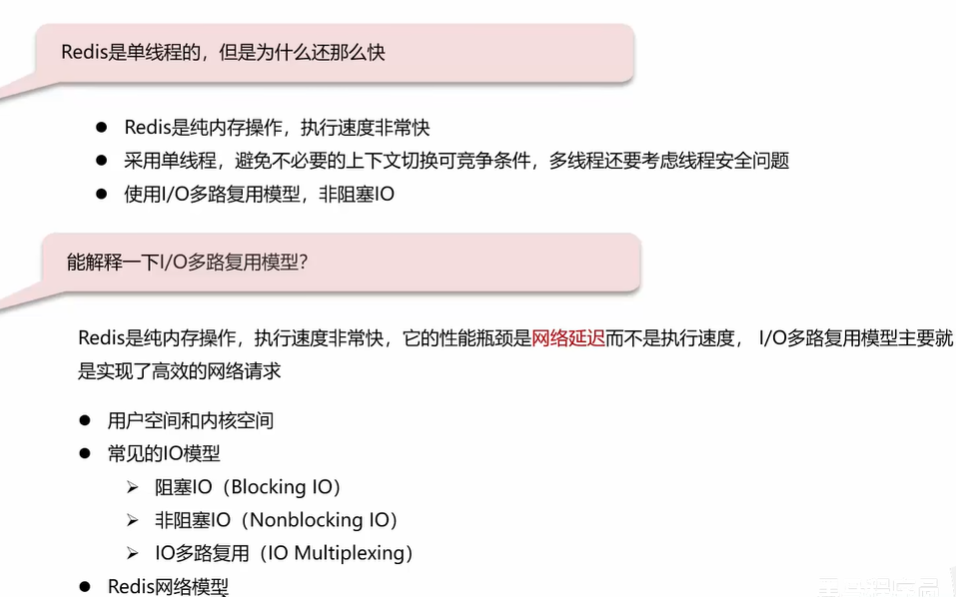 Redis是单线程的，但是为什么还那么快
● Redis是纯内存操作，执行速度非常快
● 采用单线程，避免不必要的上下文切换可竞争条件，多线程还要考虑线程安全问题
● 使用I/O多路复用模型，非阻塞IO
能解释一下I/O多路复用模型？
Redis是纯内存操作，执行速度非常快，它的性能瓶颈是网络延迟而不是执行速度， I/O多路复用模型主要就
是实现了高效的网络请求
● 用户空间和内核空间
● 常见的IO模型
➢ 阻塞IO（Blocking IO）
➢ 非阻塞IO（Nonblocking IO）
➢ IO多路复用（IO Multiplexing）
● Redis网络模型